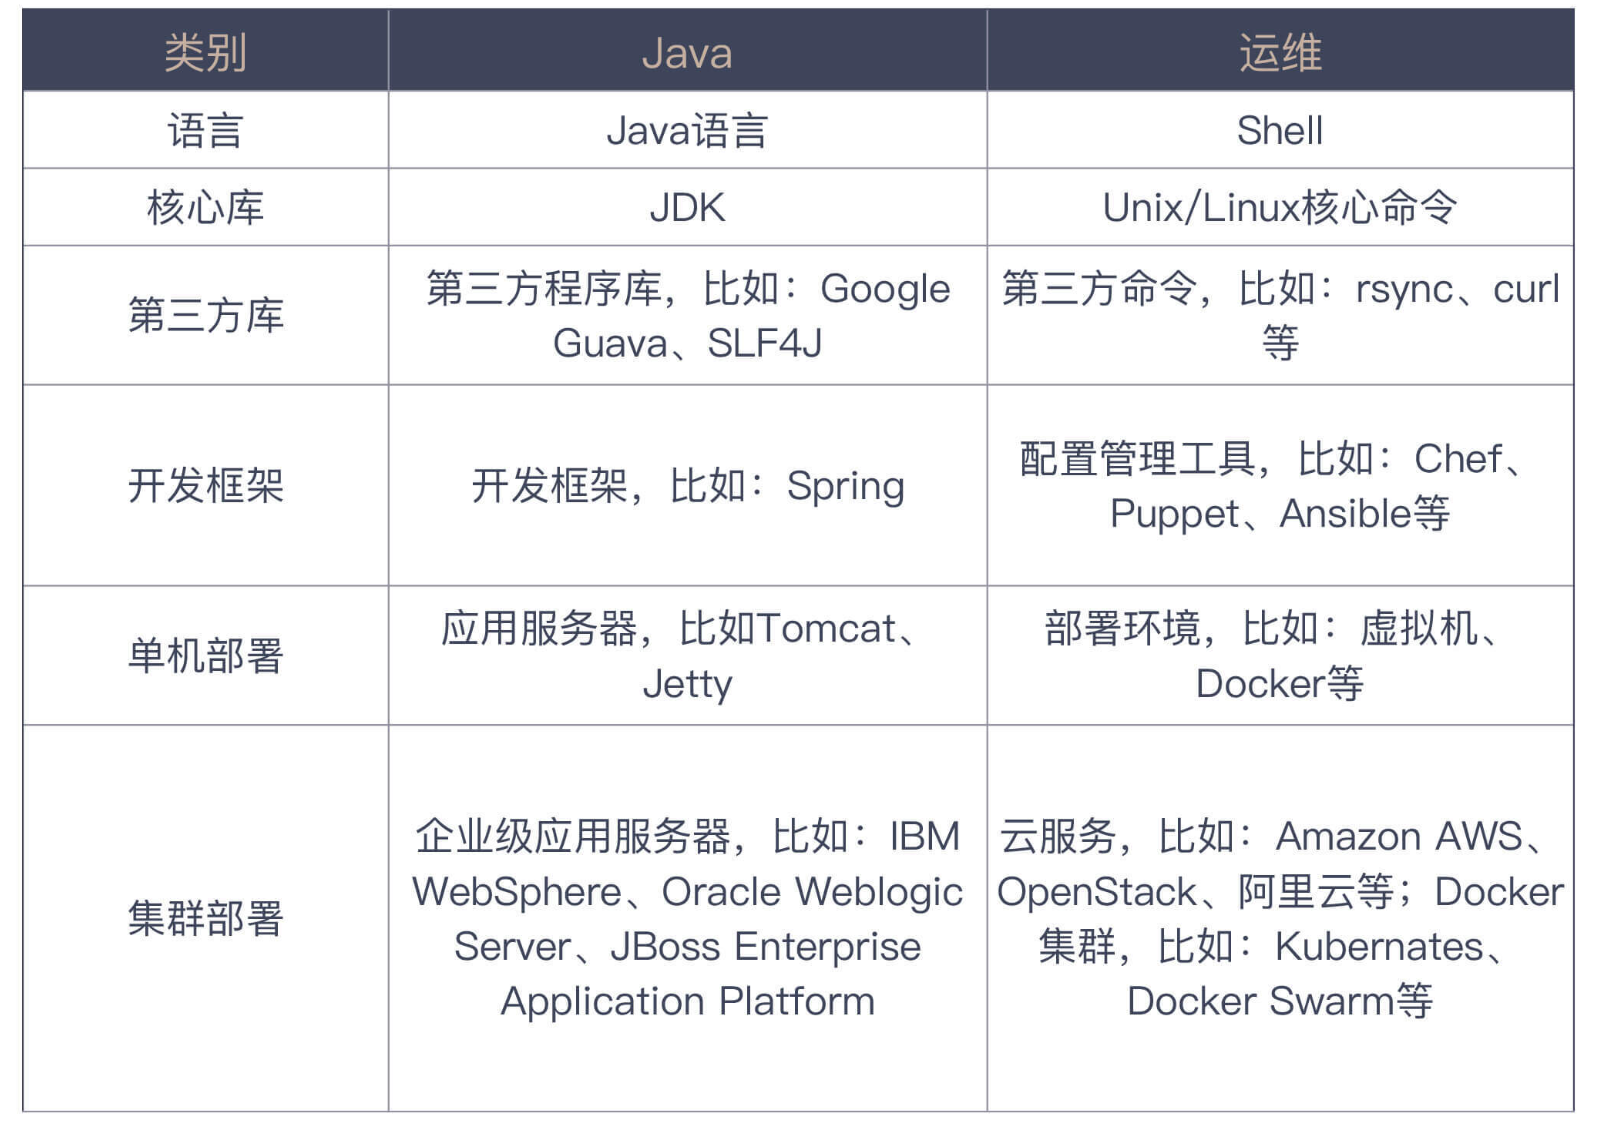 类别 Java 运维
语言 Java语言 Shell
核心库 JDK Unix/Linux核心命令
第三方库
第三方程序库，比如：Google
Guava、SLF4J
第三方命令，比如：rsync、curl
等
开发框架
开发框架，比如：Spring
配置管理工具，比如：Chef、
Puppet、Ansible等
单机部署
应用服务器，比如Tomcat、
Jetty
部署环境，比如：虚拟机、
Docker等
集群部署
企业级应用服务器，比如：IBM
WebSphere、Oracle Weblogic
Server、JBoss Enterprise
Application Platform
云服务，比如：Amazon AWS、
OpenStack、阿里云等；Docker
集群，比如：Kubernates、
Docker Swarm等